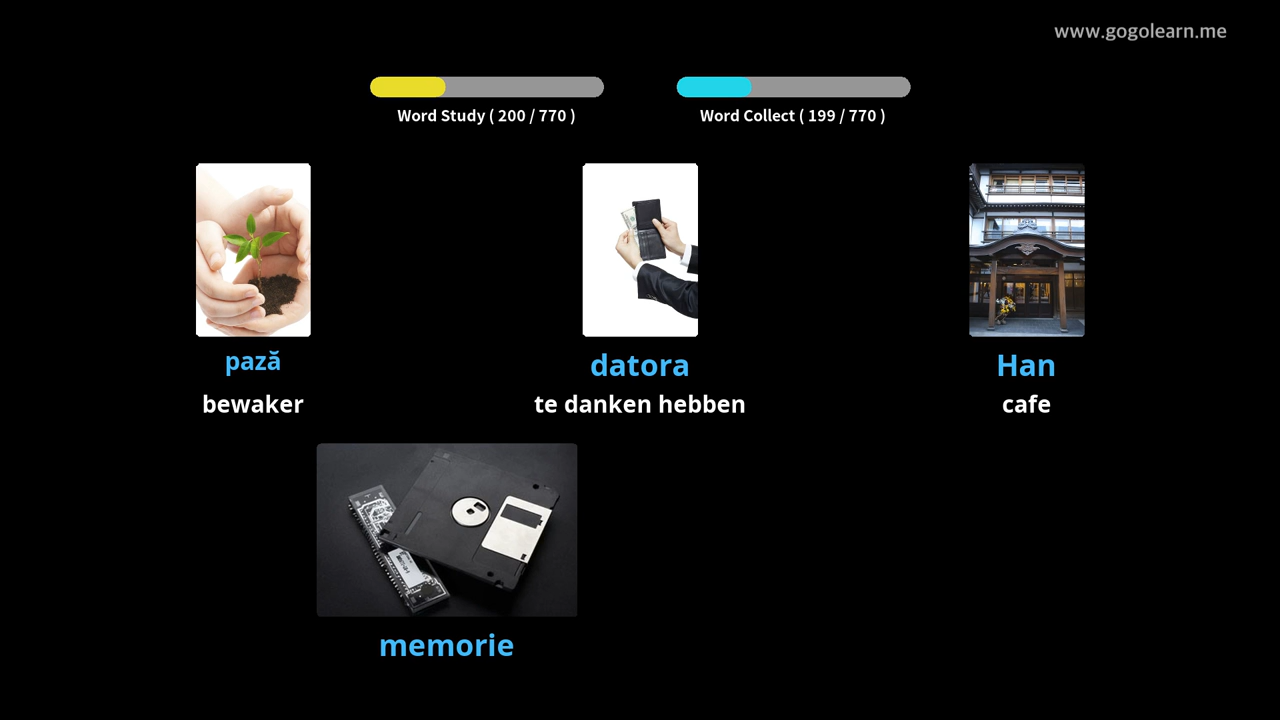 www.gogolearn.me
Word Study ( 200 / 770 )
Word Collect ( 199 / 770 )
pază
datora
Han
bewaker
te danken hebben
cafe
memorie